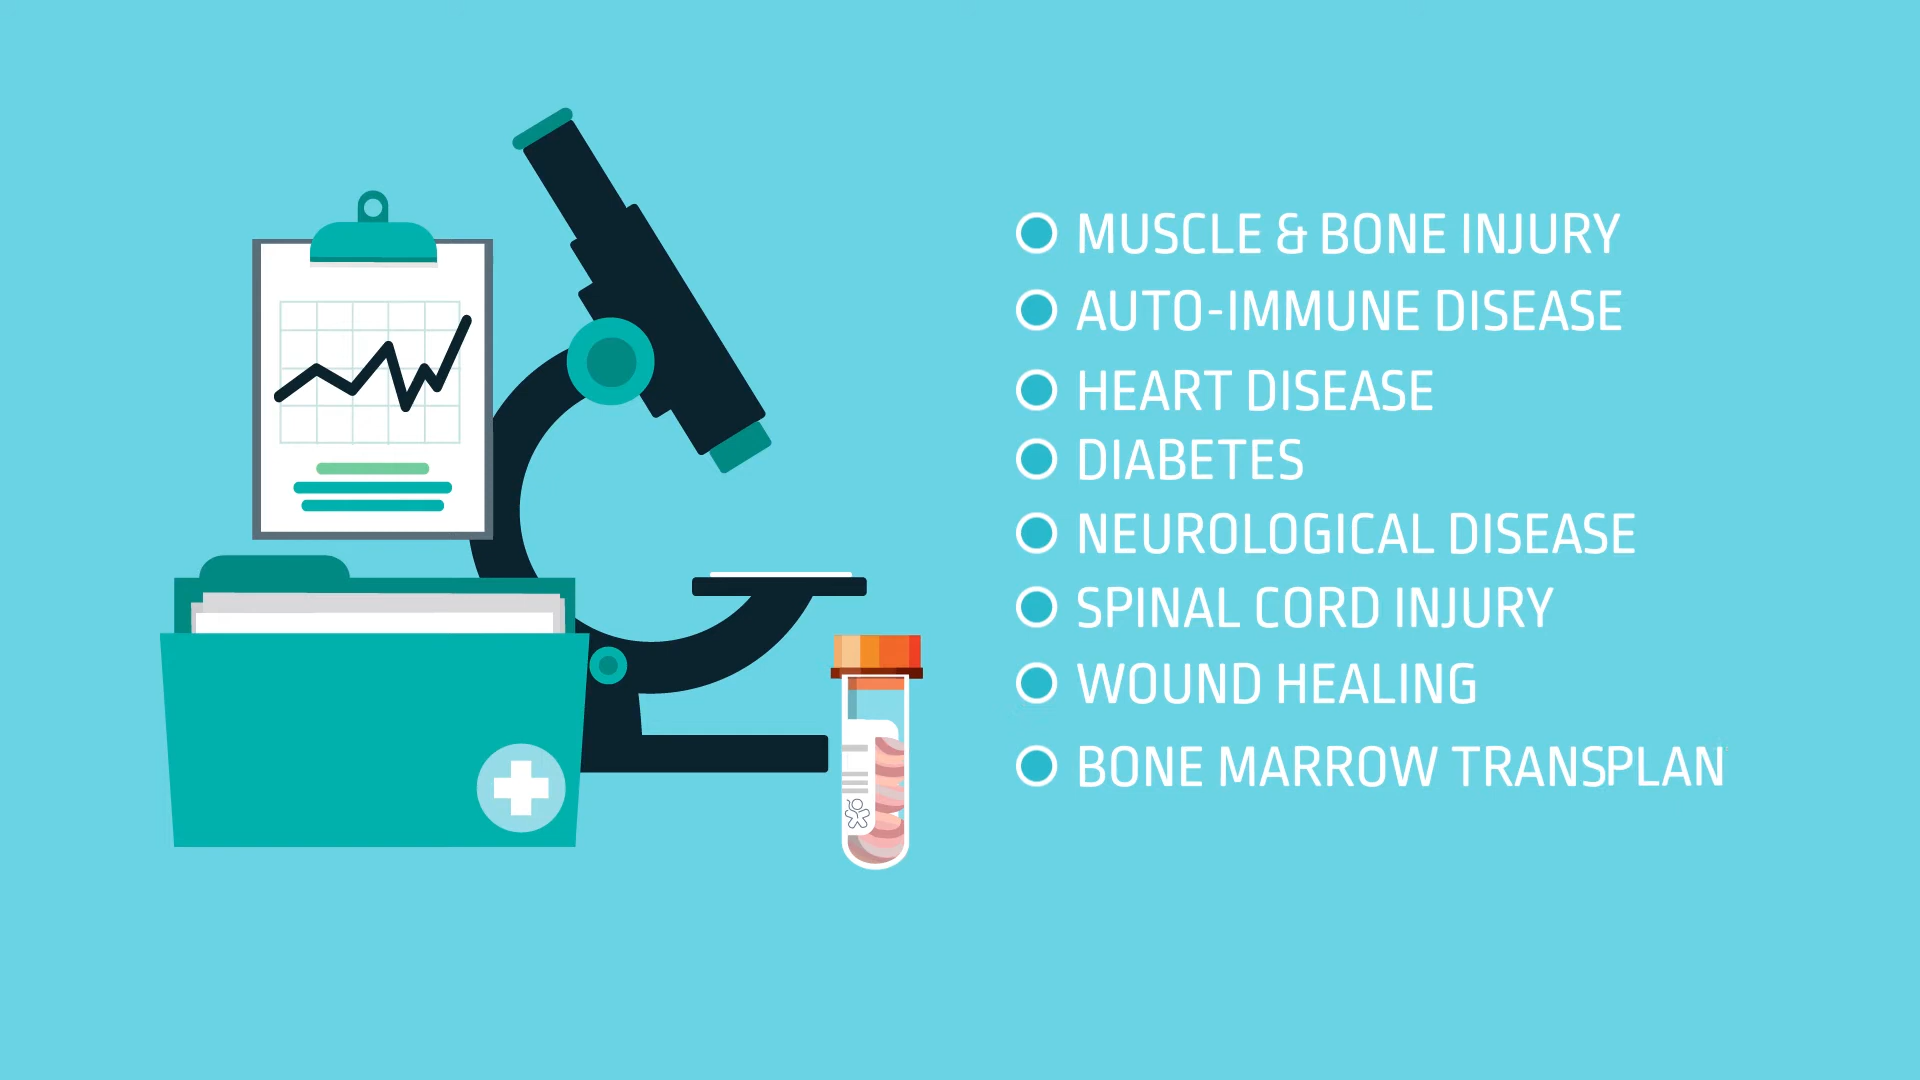 MUSCLE & BONE INJURY
AUTO-IMMUNE DISEASE
HEART DISEASE
DIABETES
NEUROLOGICAL DISEASE
SPINAL CORD INJURY
WOUND HEALING
BONE MARROW TRANSPLAN